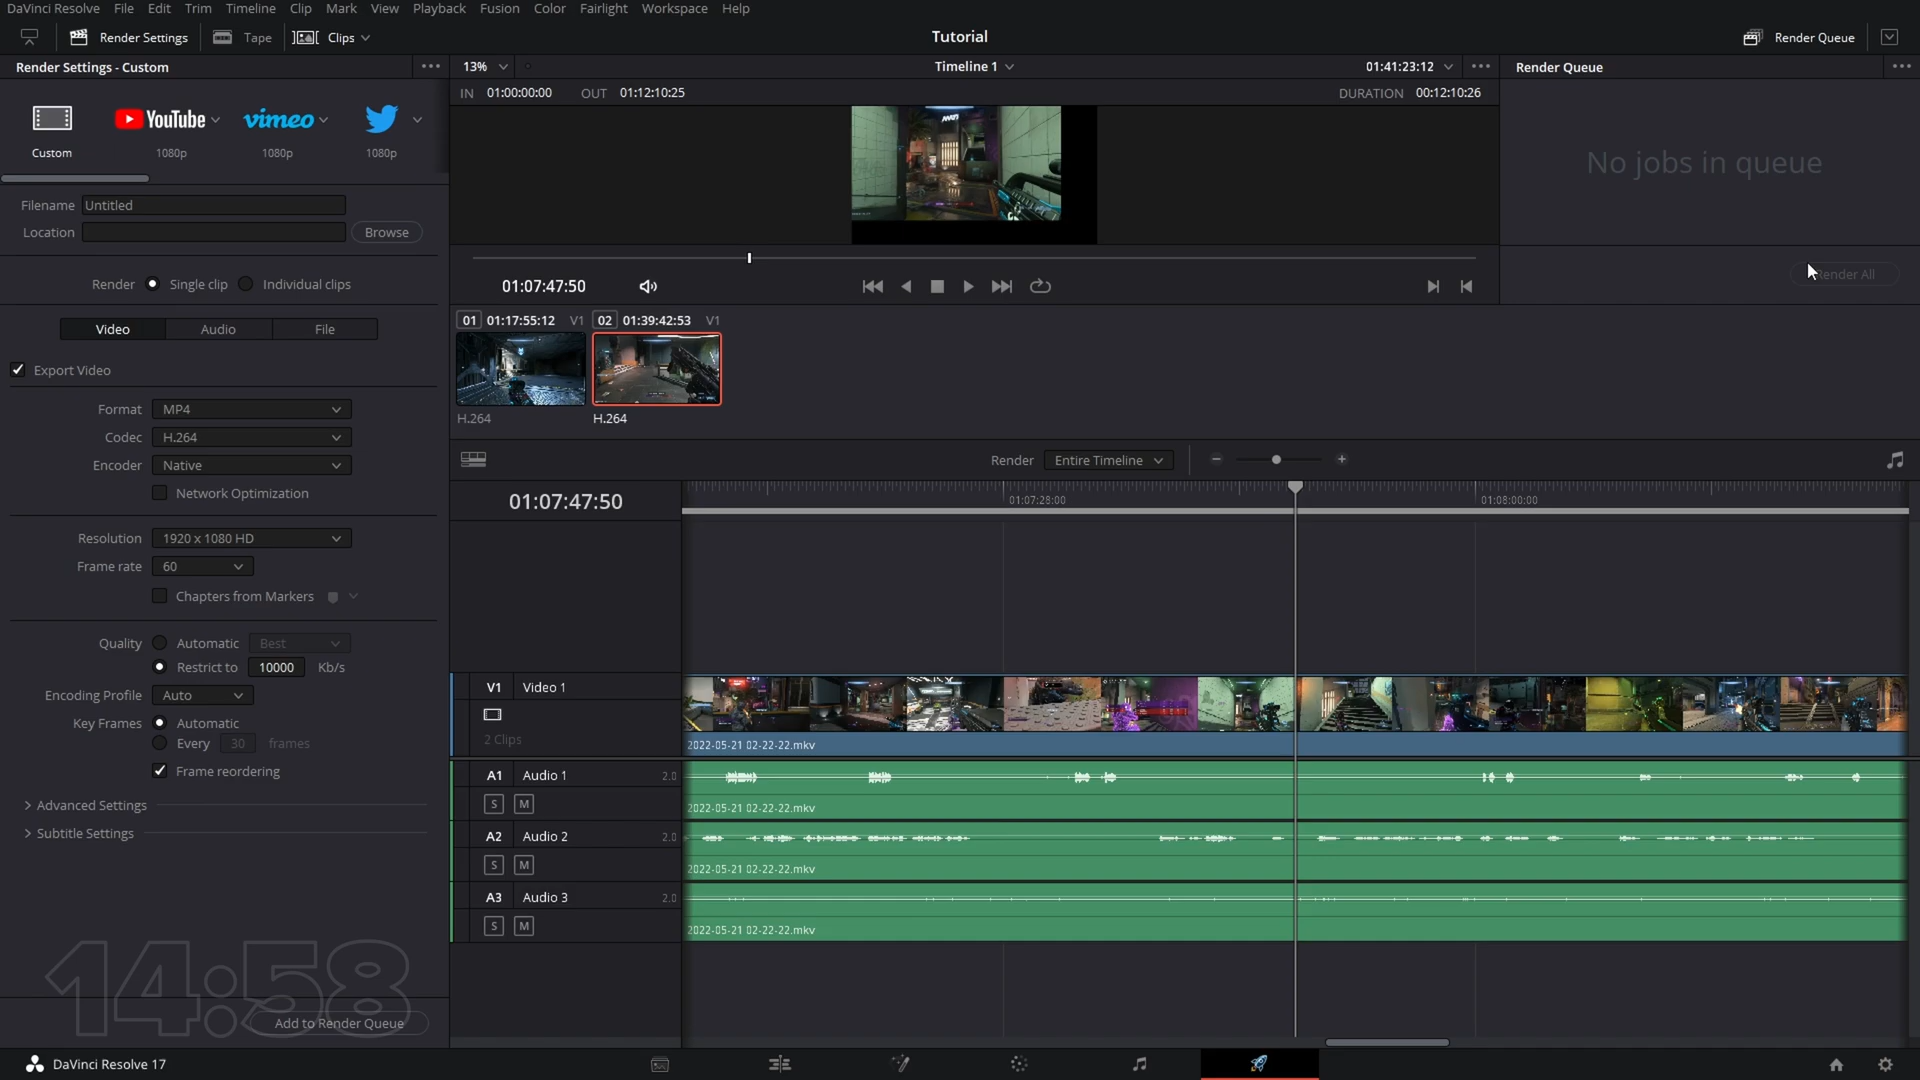 DaVinci Resolve File Edit Trim Timeline Clip Mark View Playback Fusion Color Fairlight Workspace Help
Render Settings Tape Clips Tutorial Render Queue
Render Settings - Custom 13% Timeline 1 01:41:23:12 Render Queue
IN 01:00:00:00 OUT 01:12:10:25 DURATION 00:12:10:26
YouTube vimeo
Custom 1080p 1080p 1080p
No jobs in queue
Filename Untitled
Location Browse
Render Single clip Individual clips
01:07:47:50
Render All
01 01:17:55:12 V1 02 01:39:42:53 V1
Video Audio File
Export Video
Format MP4
H.264 H.264
Codec H.264
Encoder Native
Render Entire Timeline
Network Optimization
01:07:47:50 01:07:28:00 01:08:00:00
Resolution 1920 x 1080 HD
Frame rate 60
Chapters from Markers
Quality Automatic Best
Restrict to 10000 Kb/s
Encoding Profile Auto
Key Frames Automatic
Every 30 frames
Frame reordering
Advanced Settings
Subtitle Settings
V1 Video 1
2 Clips
2022-05-21 02-22-22.mkv
A1 Audio 1 2.0
S M
2022-05-21 02-22-22.mkv
A2 Audio 2 2.0
S M
2022-05-21 02-22-22.mkv
A3 Audio 3 2.0
S M
2022-05-21 02-22-22.mkv
14:58
Add to Render Queue
DaVinci Resolve 17